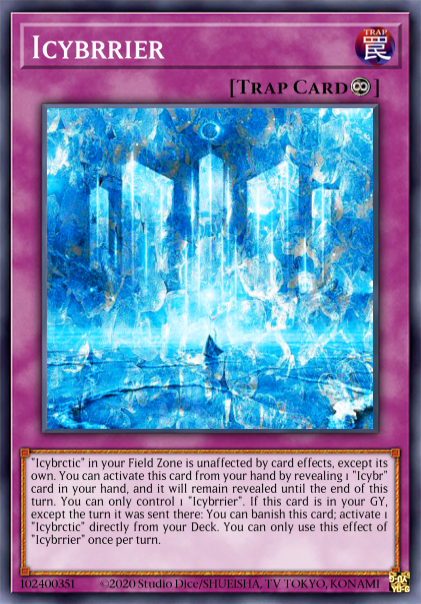 Icybrrier
TRAP
罠
[Trap Card ]
"Icybrctic" in your Field Zone is unaffected by card effects, except its
own. You can activate this card from your hand by revealing 1 "Icybr"
card in your hand, and it will remain revealed until the end of this
turn. You can only control 1 "Icybrrier". If this card is in your GY,
except the turn it was sent there: You can banish this card; activate 1
"Icybrctic" directly from your Deck. You can only use this effect of
"Icybrrier" once per turn.
102400351 ©2020 Studio Dice/SHUEISHA, TV TOKYO, KONAMI